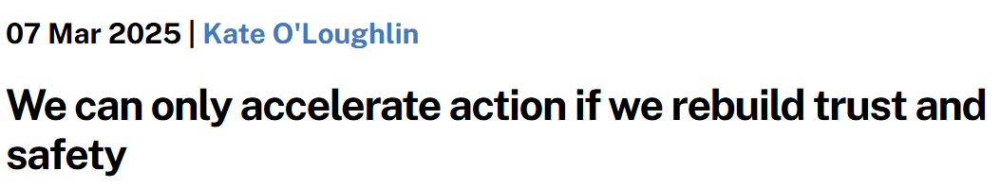 07 Mar 2025 | Kate O'Loughlin
We can only accelerate action if we rebuild trust and
safety